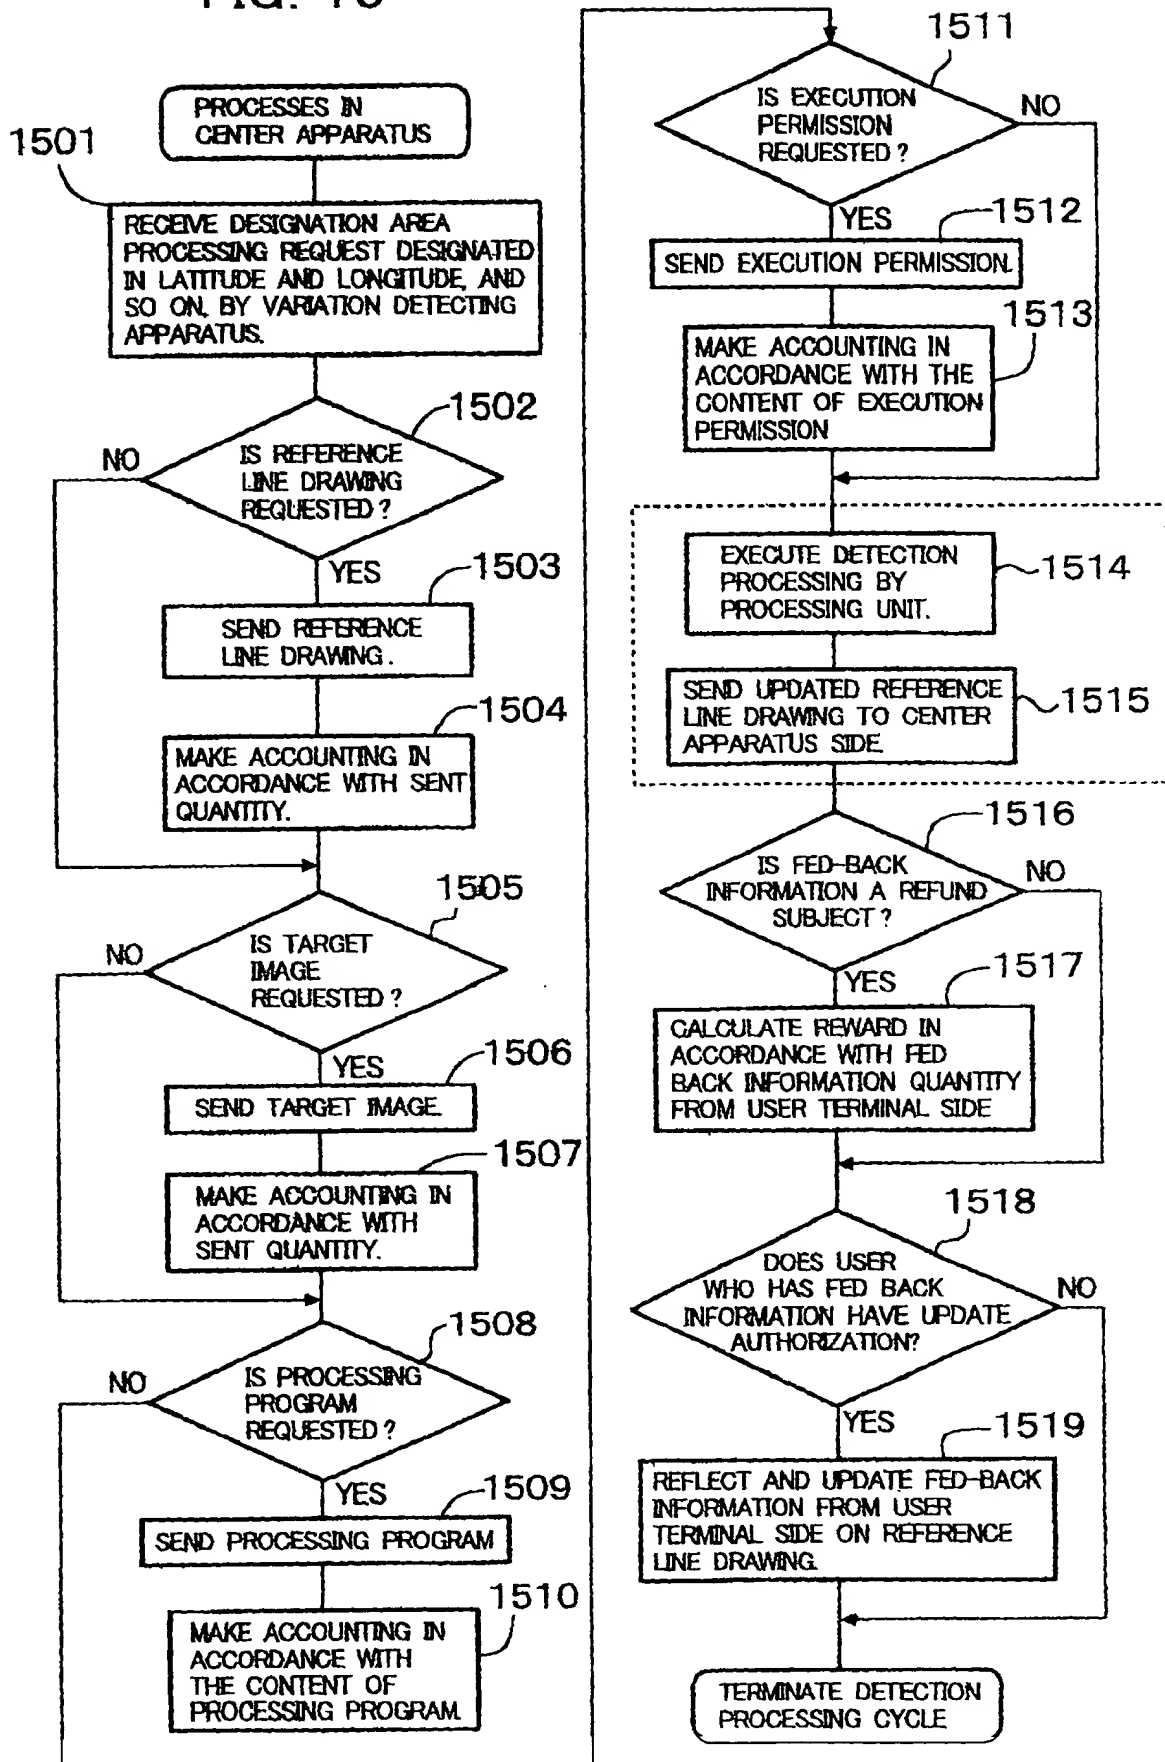 PROCESSES IN
CENTER APPARATUS
1501
RECEIVE DESIGNATION AREA
PROCESSING REQUEST DESIGNATED
IN LATITUDE AND LONGITUDE, AND
SO ON, BY VARIATION DETECTING
APPARATUS.
1502
NO
IS REFERENCE
LINE DRAWING
REQUESTED?
YES
1503
SEND REFERENCE
LINE DRAWING.
1504
MAKE ACCOUNTING IN
ACCORDANCE WITH SENT
QUANTITY.
1505
NO
IS TARGET
IMAGE
REQUESTED?
YES
1506
SEND TARGET IMAGE.
1507
MAKE ACCOUNTING IN
ACCORDANCE WITH
SENT QUANTITY.
1508
NO
IS PROCESSING
PROGRAM
REQUESTED?
YES
1509
SEND PROCESSING PROGRAM
1510
MAKE ACCOUNTING IN
ACCORDANCE WITH
THE CONTENT OF
PROCESSING PROGRAM.
1511
IS EXECUTION
PERMISSION
REQUESTED?
NO
YES
1512
SEND EXECUTION PERMISSION.
1513
MAKE ACCOUNTING IN
ACCORDANCE WITH THE
CONTENT OF EXECUTION
PERMISSION
EXECUTE DETECTION
PROCESSING BY
PROCESSING UNIT.
1514
SEND UPDATED REFERENCE
LINE DRAWING TO CENTER
APPARATUS SIDE
1515
1516
IS FED-BACK
INFORMATION A REFUND
SUBJECT?
NO
YES
1517
CALCULATE REWARD IN
ACCORDANCE WITH FED
BACK INFORMATION QUANTITY
FROM USER TERMINAL SIDE
1518
DOES USER
WHO HAS FED BACK
INFORMATION HAVE UPDATE
AUTHORIZATION?
NO
YES
1519
REFLECT AND UPDATE FED-BACK
INFORMATION FROM USER
TERMINAL SIDE ON REFERENCE
LINE DRAWING.
TERMINATE DETECTION
PROCESSING CYCLE